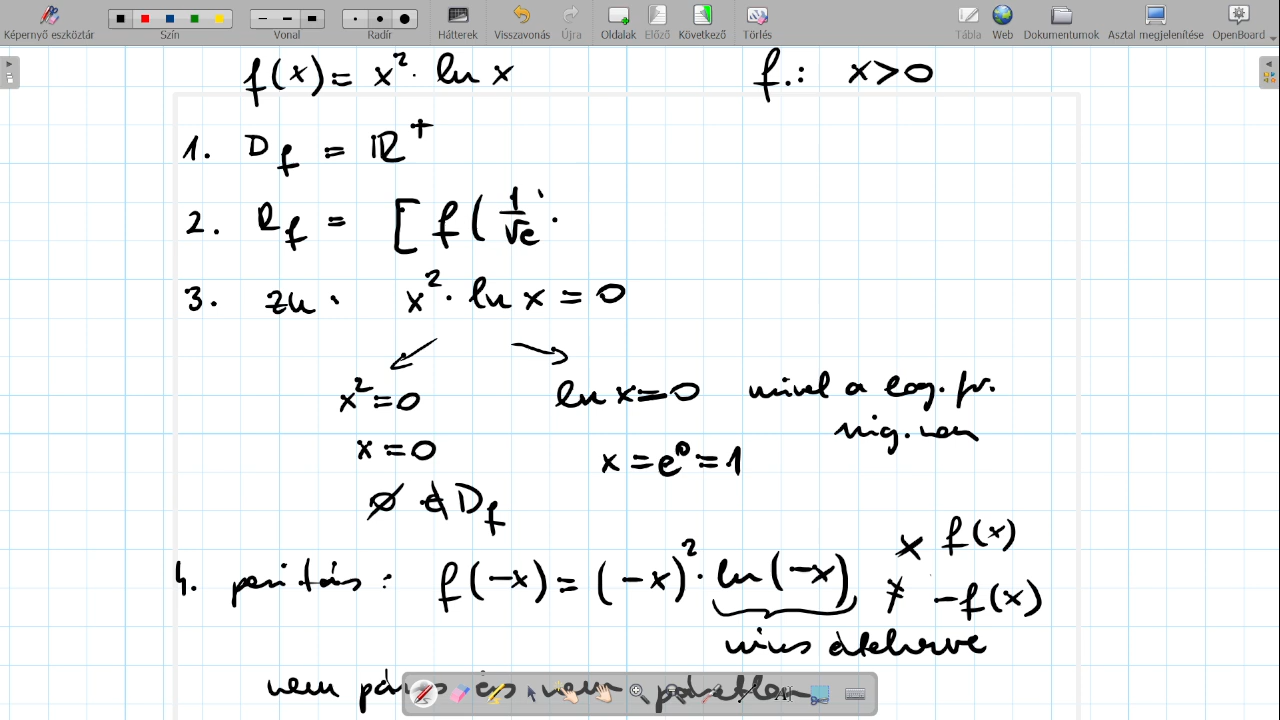 Képernyő eszköztár Szín Vonal Radír Hátterek Visszavonás Újra Oldalak Előző Következő Törlés Tábla Web Dokumentumok Asztal megjelenítése OpenBoard
f(x) = x²· ln x f.: x>0
1. D_f = ℝ⁺
2. R_f = [ f( 1/√e
3. zh. x²· ln x = 0
x²=0 ln x=0 mivel a log. fv.
x=0 szig. mon
x = e⁰ = 1
∅ ∉ D_f
4. paritás: f(-x) = (-x)²· ln(-x) ≠ f(x)
≠ -f(x)
nincs értelmezve
nem páros és nem páratlan